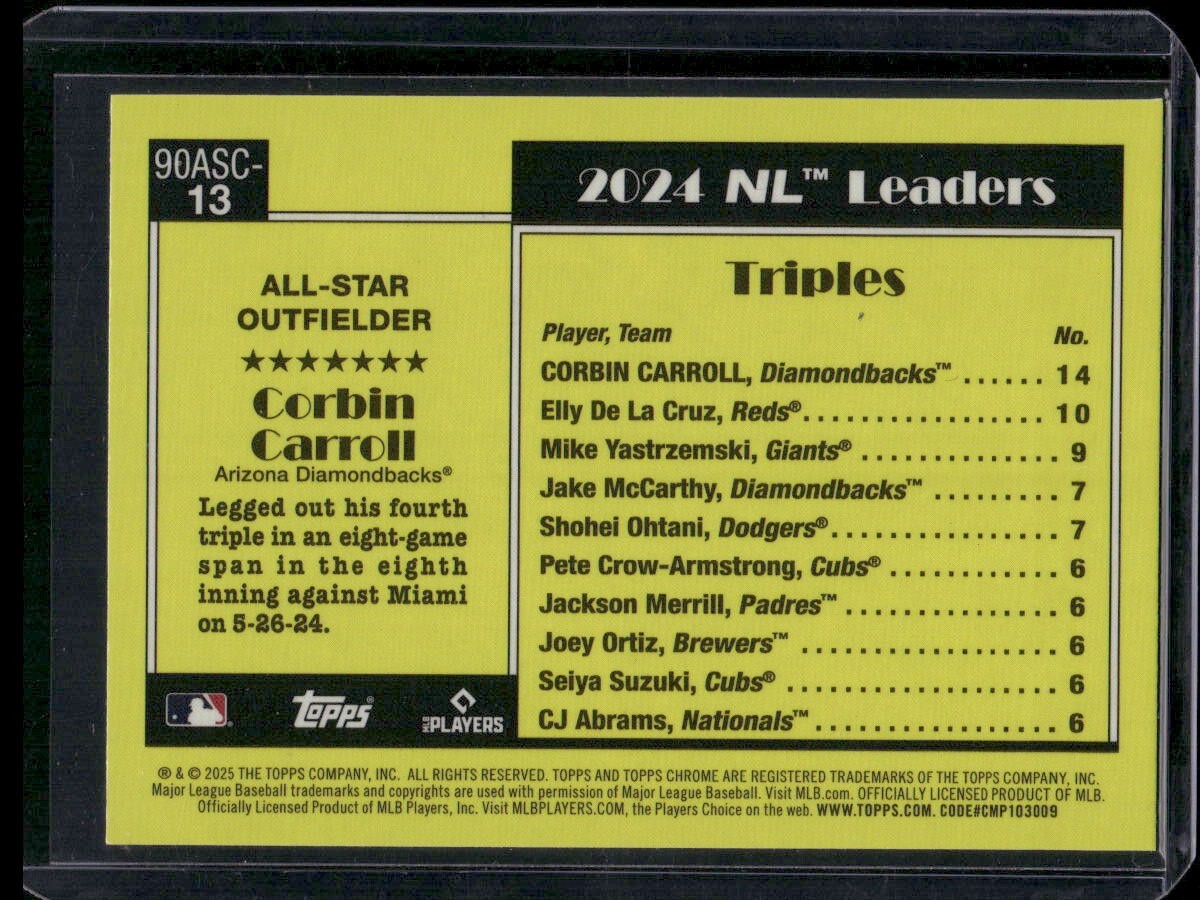 90ASC-
13
ALL-STAR
OUTFIELDER
★★★★★★★
Corbin
Carroll
Arizona Diamondbacks®
Legged out his fourth
triple in an eight-game
span in the eighth
inning against Miami
on 5-26-24.
Topps®
MLB PLAYERS
2024 NL™ Leaders
Triples
Player, Team No.
CORBIN CARROLL, Diamondbacks™ ...... 14
Elly De La Cruz, Reds®.................... 10
Mike Yastrzemski, Giants® ............... 9
Jake McCarthy, Diamondbacks™ ......... 7
Shohei Ohtani, Dodgers®.................. 7
Pete Crow-Armstrong, Cubs® ............. 6
Jackson Merrill, Padres™ ................ 6
Joey Ortiz, Brewers™ .................... 6
Seiya Suzuki, Cubs® ..................... 6
CJ Abrams, Nationals™ ................... 6
® & © 2025 THE TOPPS COMPANY, INC. ALL RIGHTS RESERVED. TOPPS AND TOPPS CHROME ARE REGISTERED TRADEMARKS OF THE TOPPS COMPANY, INC.
Major League Baseball trademarks and copyrights are used with permission of Major League Baseball. Visit MLB.com. OFFICIALLY LICENSED PRODUCT OF MLB.
Officially Licensed Product of MLB Players, Inc. Visit MLBPLAYERS.COM, the Players Choice on the web. WWW.TOPPS.COM. CODE#CMP103009